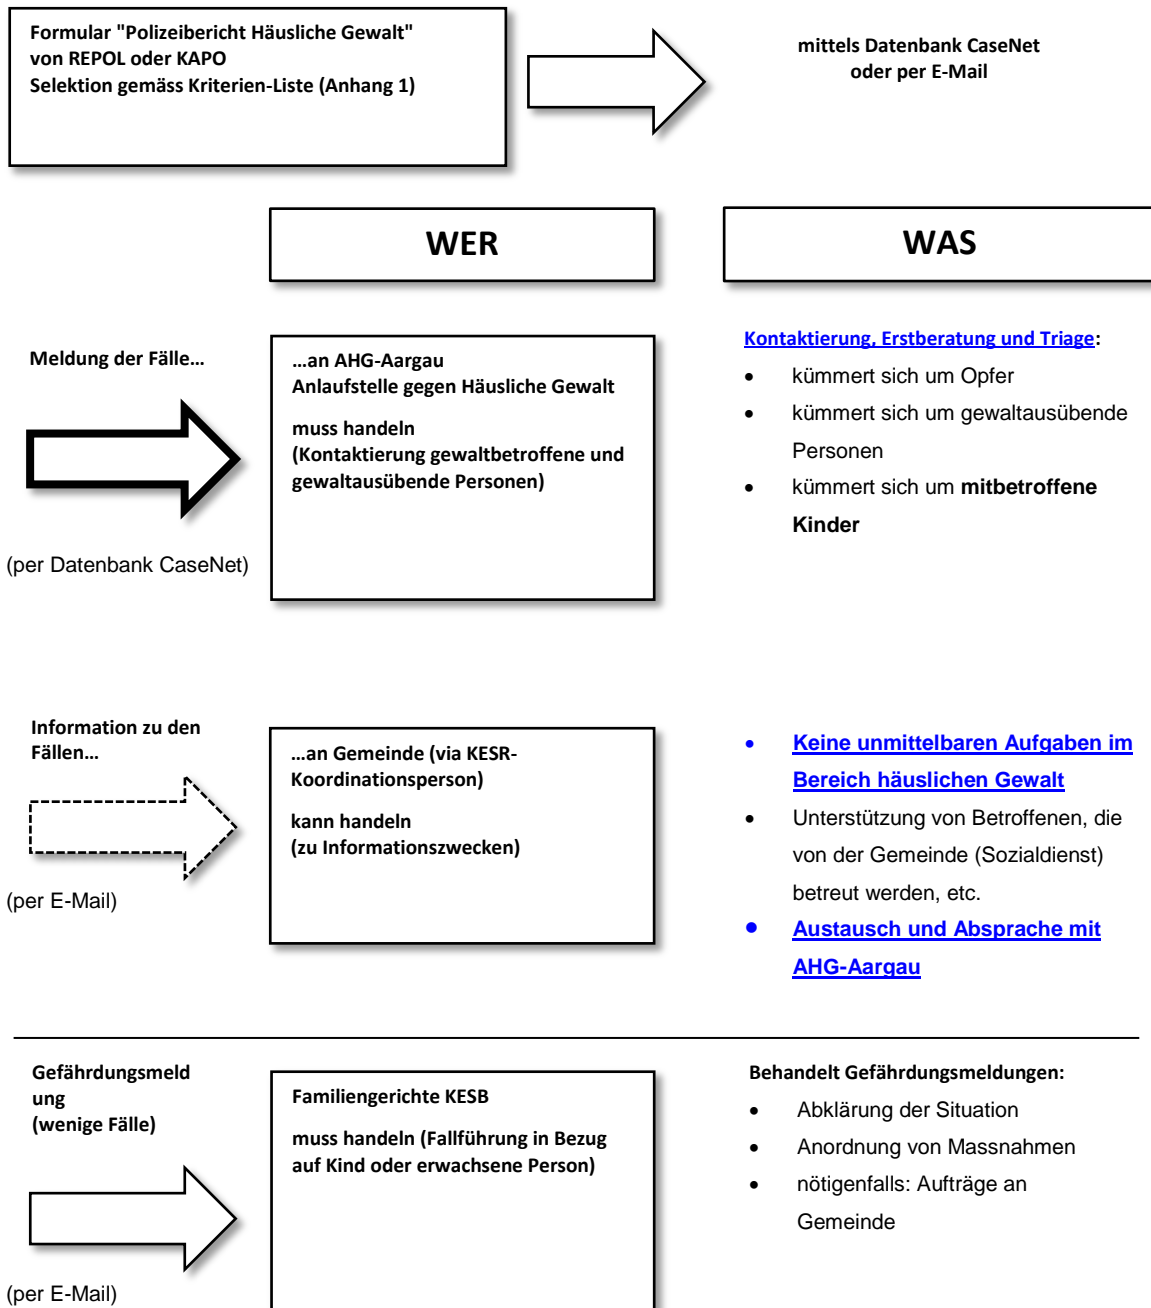 Formular "Polizeibericht Häusliche Gewalt"
von REPOL oder KAPO
Selektion gemäss Kriterien-Liste (Anhang 1)
mittels Datenbank CaseNet
oder per E-Mail
WER
WAS
Meldung der Fälle…
(per Datenbank CaseNet)
…an AHG-Aargau
Anlaufstelle gegen Häusliche Gewalt
muss handeln
(Kontaktierung gewaltbetroffene und
gewaltausübende Personen)
Kontaktierung, Erstberatung und Triage:
• kümmert sich um Opfer
• kümmert sich um gewaltausübende
Personen
• kümmert sich um mitbetroffene
Kinder
Information zu den
Fällen…
(per E-Mail)
…an Gemeinde (via KESR-
Koordinationsperson)
kann handeln
(zu Informationszwecken)
• Keine unmittelbaren Aufgaben im
Bereich häuslichen Gewalt
• Unterstützung von Betroffenen, die
von der Gemeinde (Sozialdienst)
betreut werden, etc.
• Austausch und Absprache mit
AHG-Aargau
Gefährdungsmeld
ung
(wenige Fälle)
(per E-Mail)
Familiengerichte KESB
muss handeln (Fallführung in Bezug
auf Kind oder erwachsene Person)
Behandelt Gefährdungsmeldungen:
• Abklärung der Situation
• Anordnung von Massnahmen
• nötigenfalls: Aufträge an
Gemeinde